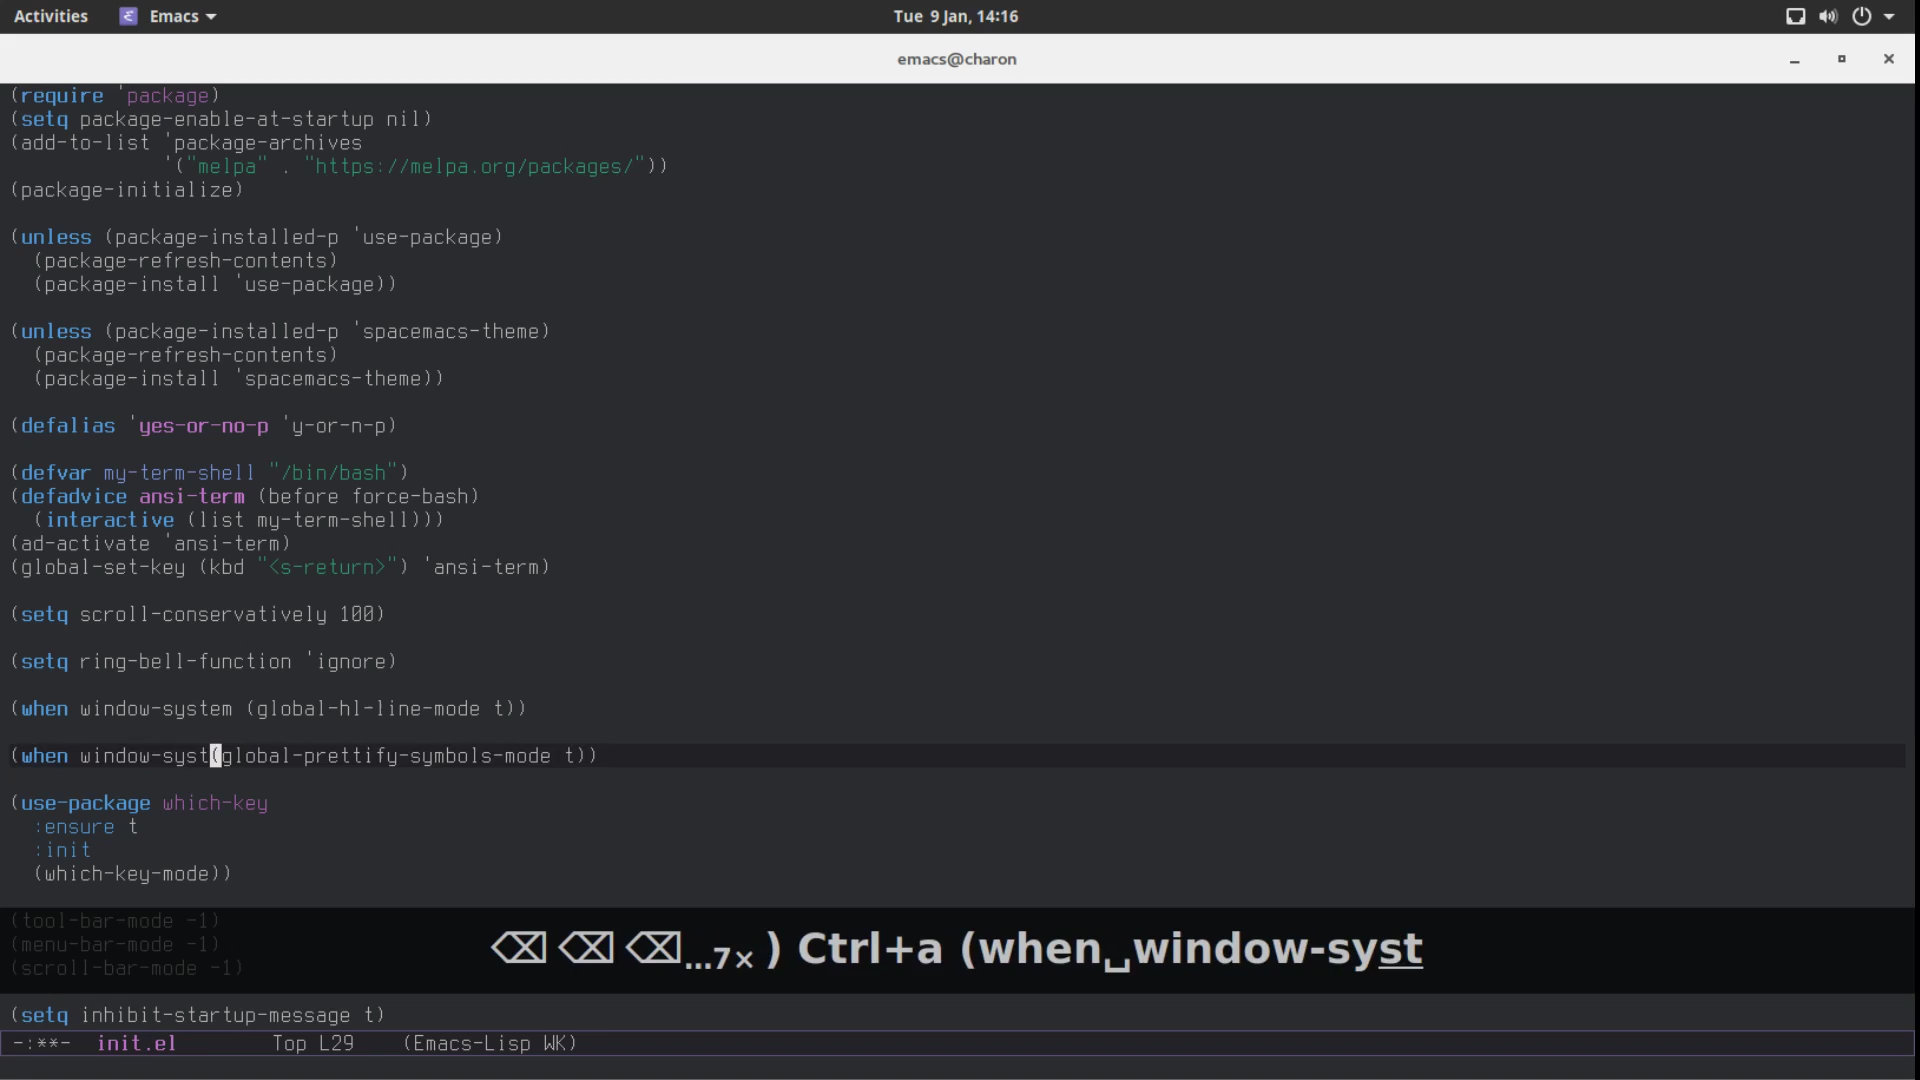 Activities Emacs Tue 9 Jan, 14:16
emacs@charon
(require 'package)
(setq package-enable-at-startup nil)
(add-to-list 'package-archives
'("melpa" . "https://melpa.org/packages/"))
(package-initialize)
(unless (package-installed-p 'use-package)
(package-refresh-contents)
(package-install 'use-package))
(unless (package-installed-p 'spacemacs-theme)
(package-refresh-contents)
(package-install 'spacemacs-theme))
(defalias 'yes-or-no-p 'y-or-n-p)
(defvar my-term-shell "/bin/bash")
(defadvice ansi-term (before force-bash)
(interactive (list my-term-shell)))
(ad-activate 'ansi-term)
(global-set-key (kbd "<s-return>") 'ansi-term)
(setq scroll-conservatively 100)
(setq ring-bell-function 'ignore)
(when window-system (global-hl-line-mode t))
(when window-syst(global-prettify-symbols-mode t))
(use-package which-key
:ensure t
:init
(which-key-mode))
(tool-bar-mode -1)
(menu-bar-mode -1)
(scroll-bar-mode -1)
⌫ ⌫ ⌫…7× ) Ctrl+a (when␣window-syst
(setq inhibit-startup-message t)
-:**- init.el Top L29 (Emacs-Lisp WK)